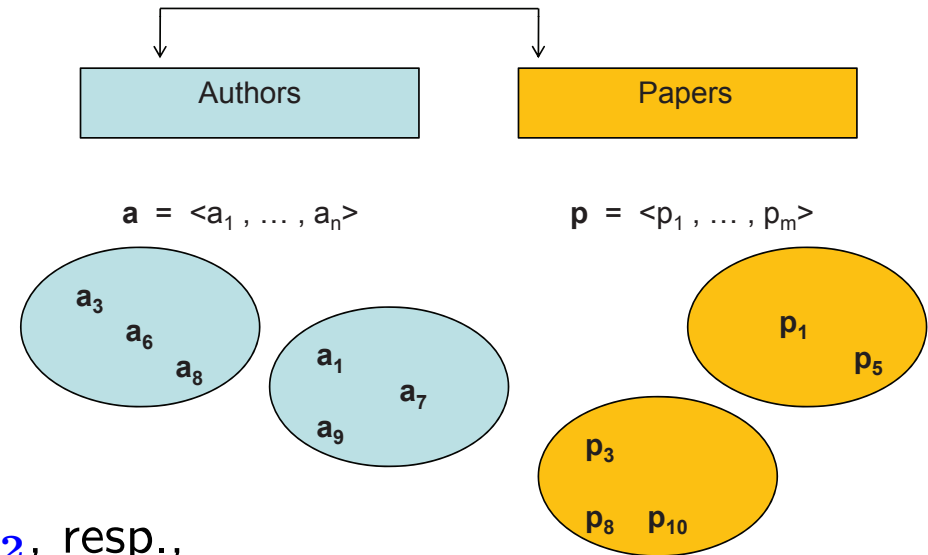 Authors
Papers
a = <a₁ , … , aₙ>
p = <p₁ , … , pₘ>
a₃
a₆
a₈
a₁
a₇
a₉
p₁
p₅
p₃
p₈ p₁₀
₂, resp.,